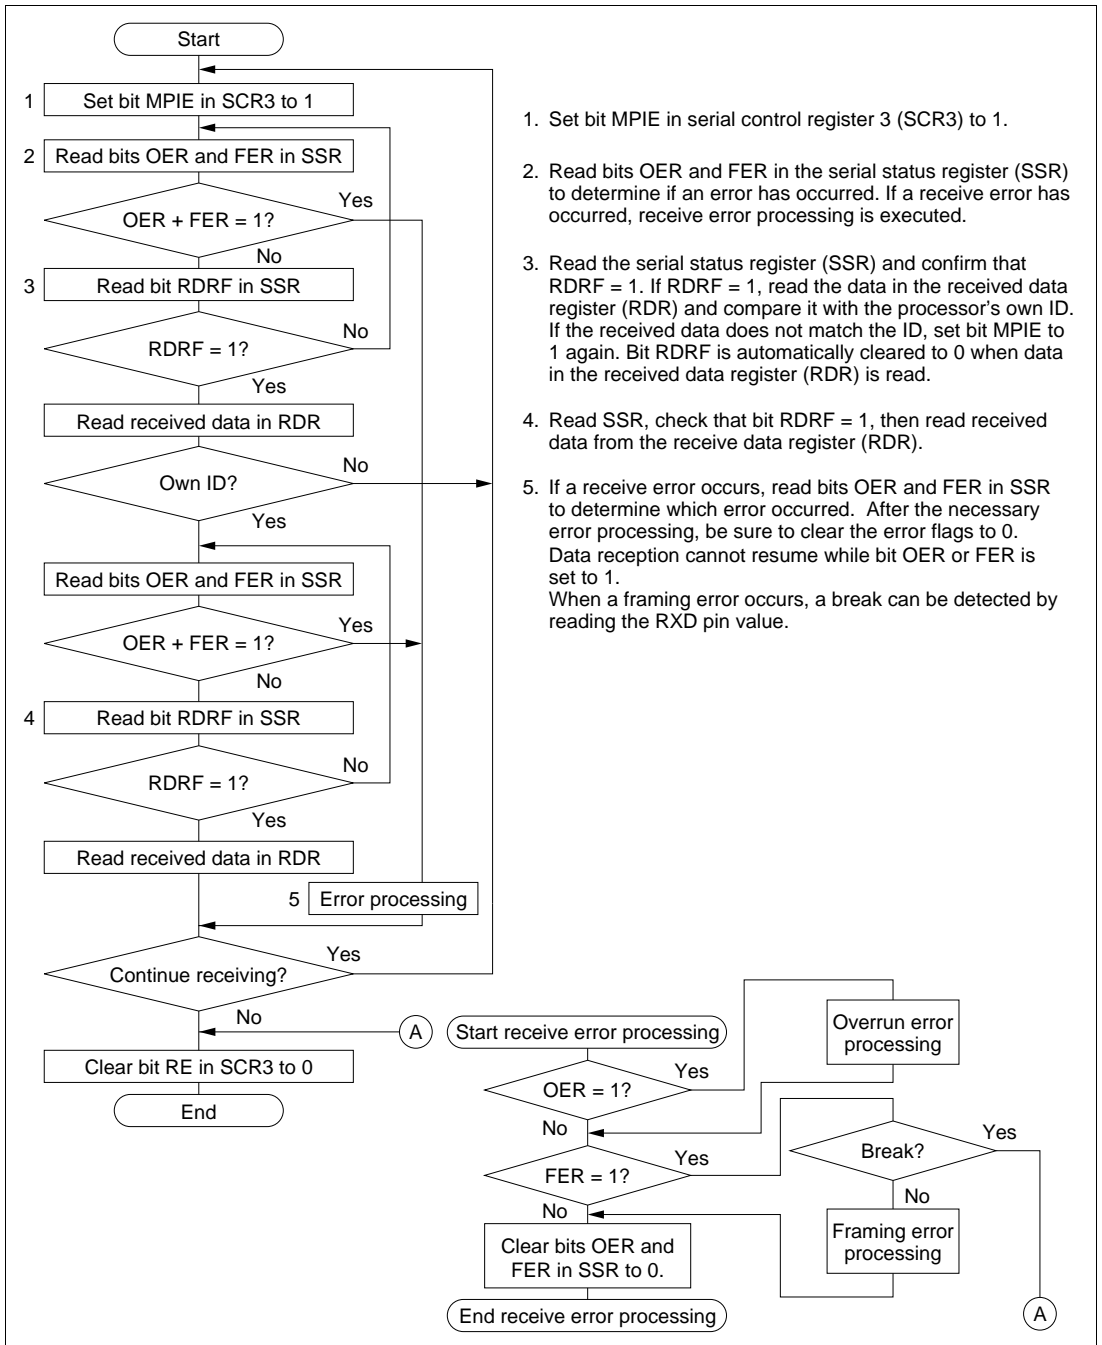 Start
1 Set bit MPIE in SCR3 to 1
2 Read bits OER and FER in SSR
Yes
OER + FER = 1?
No
3 Read bit RDRF in SSR
No
RDRF = 1?
Yes
Read received data in RDR
No
Own ID?
Yes
Read bits OER and FER in SSR
Yes
OER + FER = 1?
No
4 Read bit RDRF in SSR
No
RDRF = 1?
Yes
Read received data in RDR
5 Error processing
Yes
Continue receiving?
No
A
Clear bit RE in SCR3 to 0
End
1. Set bit MPIE in serial control register 3 (SCR3) to 1.
2. Read bits OER and FER in the serial status register (SSR)
to determine if an error has occurred. If a receive error has
occurred, receive error processing is executed.
3. Read the serial status register (SSR) and confirm that
RDRF = 1. If RDRF = 1, read the data in the received data
register (RDR) and compare it with the processor's own ID.
If the received data does not match the ID, set bit MPIE to
1 again. Bit RDRF is automatically cleared to 0 when data
in the received data register (RDR) is read.
4. Read SSR, check that bit RDRF = 1, then read received
data from the receive data register (RDR).
5. If a receive error occurs, read bits OER and FER in SSR
to determine which error occurred. After the necessary
error processing, be sure to clear the error flags to 0.
Data reception cannot resume while bit OER or FER is
set to 1.
When a framing error occurs, a break can be detected by
reading the RXD pin value.
Start receive error processing
Overrun error
processing
Yes
OER = 1?
No
Yes
FER = 1?
No
Yes
Break?
No
Framing error
processing
Clear bits OER and
FER in SSR to 0.
End receive error processing
A